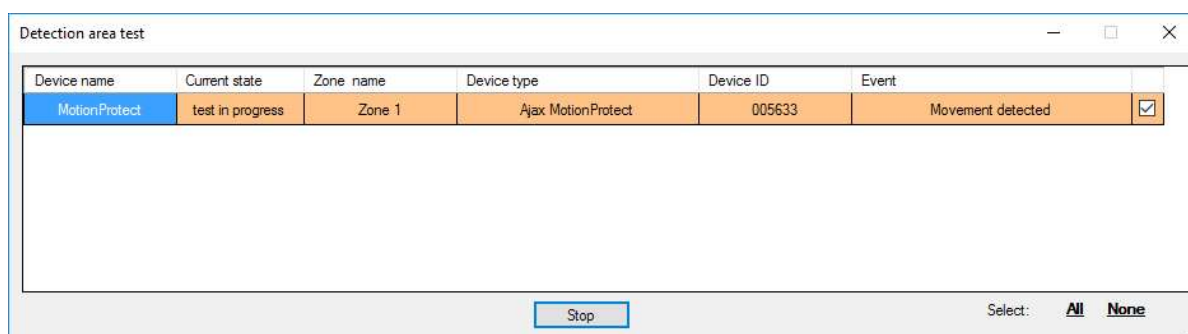 Detection area test
Device name Current state Zone name Device type Device ID Event
MotionProtect test in progress Zone 1 Ajax MotionProtect 005633 Movement detected
Stop Select: All None